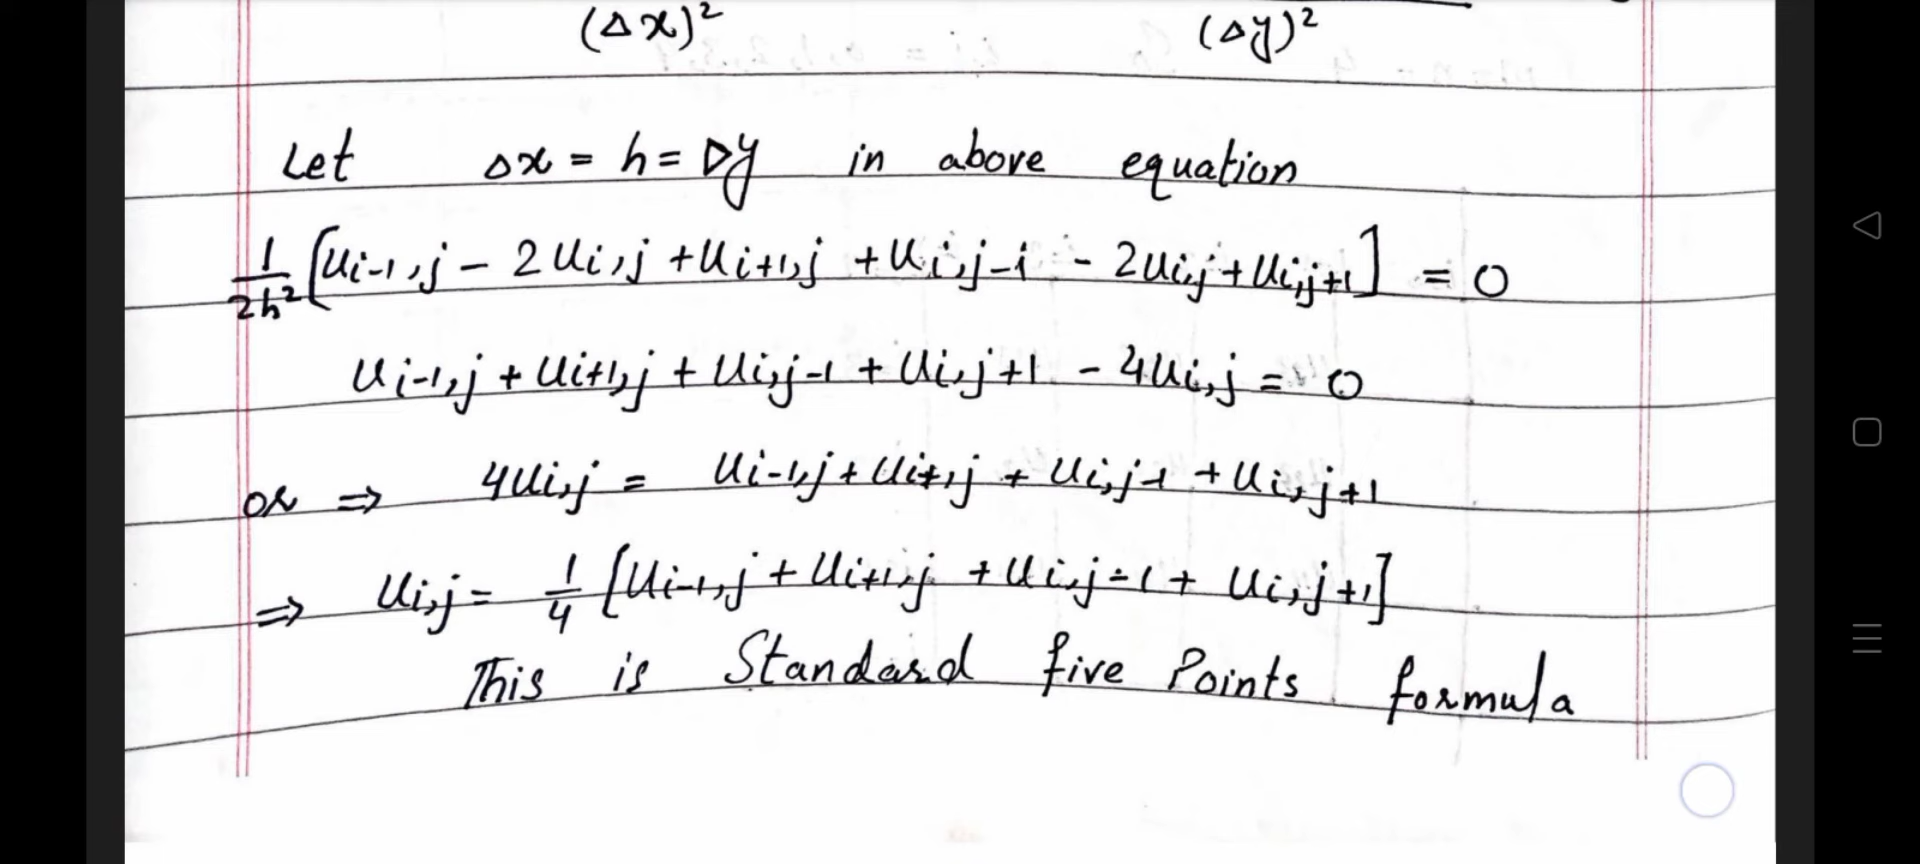 (Δx)² (Δy)²
Let Δx = h = Δy in above equation
1/2h² [Ui-1,j - 2Ui,j + Ui+1,j + Ui,j-1 - 2Ui,j + Ui,j+1] = 0
Ui-1,j + Ui+1,j + Ui,j-1 + Ui,j+1 - 4Ui,j = 0
or ⇒ 4Ui,j = Ui-1,j + Ui+1,j + Ui,j-1 + Ui,j+1
⇒ Ui,j = 1/4 [Ui-1,j + Ui+1,j + Ui,j-1 + Ui,j+1]
This is Standard five Points formula